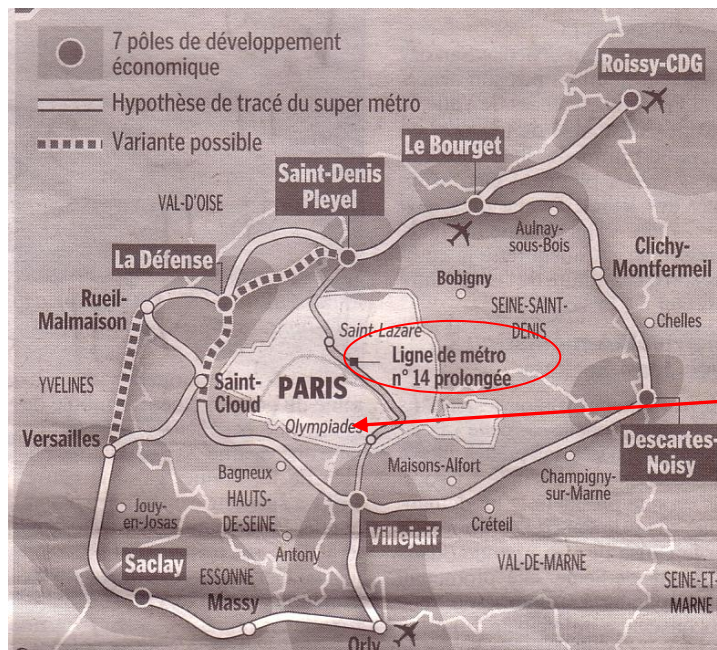 7 pôles de développement
économique
Hypothèse de tracé du super métro
Variante possible
Roissy-CDG
Le Bourget
Saint-Denis
Pleyel
VAL-D'OISE
Aulnay-
sous-Bois
La Défense
Clichy-
Montfermeil
Bobigny
Rueil-
Malmaison
SEINE-SAINT-
DENIS
Chelles
Saint-Lazare
Ligne de métro
n° 14 prolongée
YVELINES
Saint-
Cloud
PARIS
Olympiades
Versailles
Descartes-
Noisy
Bagneux
Maisons-Alfort
Champigny-
sur-Marne
HAUTS-
DE-SEINE
Jouy-
en-Josas
Villejuif
Créteil
Antony
VAL-DE-MARNE
Saclay
ESSONNE
Massy
SEINE-ET-
MARNE
Orly